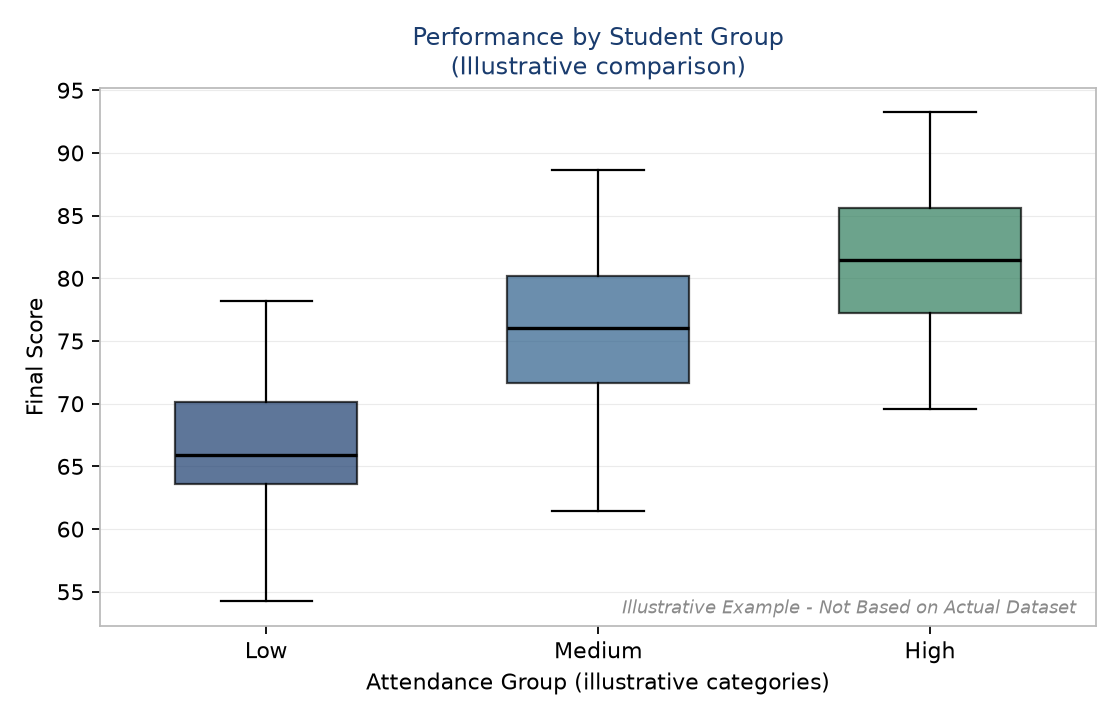 Performance by Student Group
(Illustrative comparison)
95
90
85
80
75
70
65
60
55
Final Score
Illustrative Example - Not Based on Actual Dataset
Low
Medium
High
Attendance Group (illustrative categories)